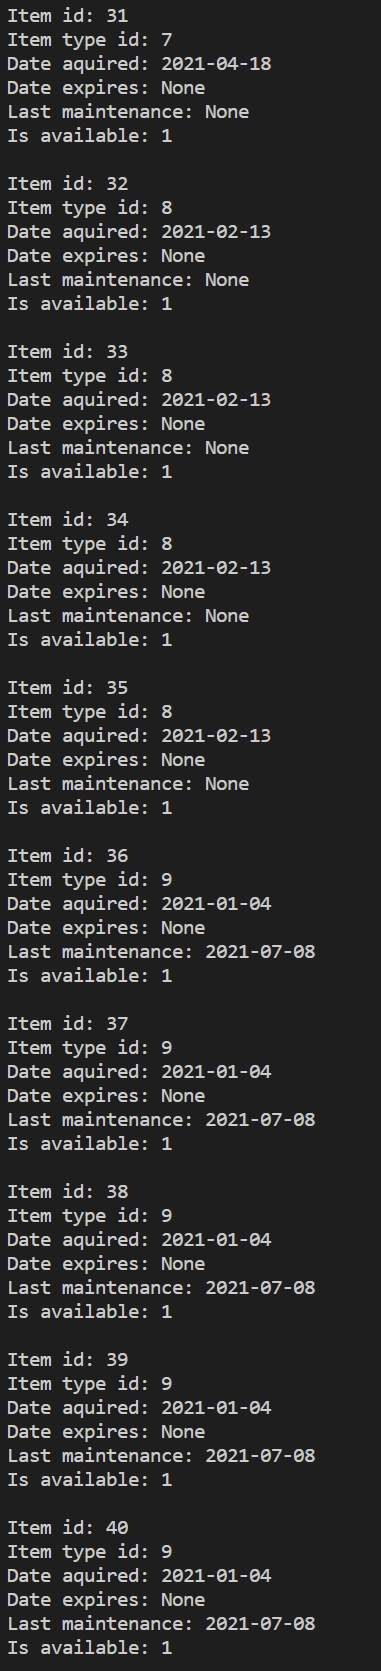 Item id: 31
Item type id: 7
Date aquired: 2021-04-18
Date expires: None
Last maintenance: None
Is available: 1
Item id: 32
Item type id: 8
Date aquired: 2021-02-13
Date expires: None
Last maintenance: None
Is available: 1
Item id: 33
Item type id: 8
Date aquired: 2021-02-13
Date expires: None
Last maintenance: None
Is available: 1
Item id: 34
Item type id: 8
Date aquired: 2021-02-13
Date expires: None
Last maintenance: None
Is available: 1
Item id: 35
Item type id: 8
Date aquired: 2021-02-13
Date expires: None
Last maintenance: None
Is available: 1
Item id: 36
Item type id: 9
Date aquired: 2021-01-04
Date expires: None
Last maintenance: 2021-07-08
Is available: 1
Item id: 37
Item type id: 9
Date aquired: 2021-01-04
Date expires: None
Last maintenance: 2021-07-08
Is available: 1
Item id: 38
Item type id: 9
Date aquired: 2021-01-04
Date expires: None
Last maintenance: 2021-07-08
Is available: 1
Item id: 39
Item type id: 9
Date aquired: 2021-01-04
Date expires: None
Last maintenance: 2021-07-08
Is available: 1
Item id: 40
Item type id: 9
Date aquired: 2021-01-04
Date expires: None
Last maintenance: 2021-07-08
Is available: 1